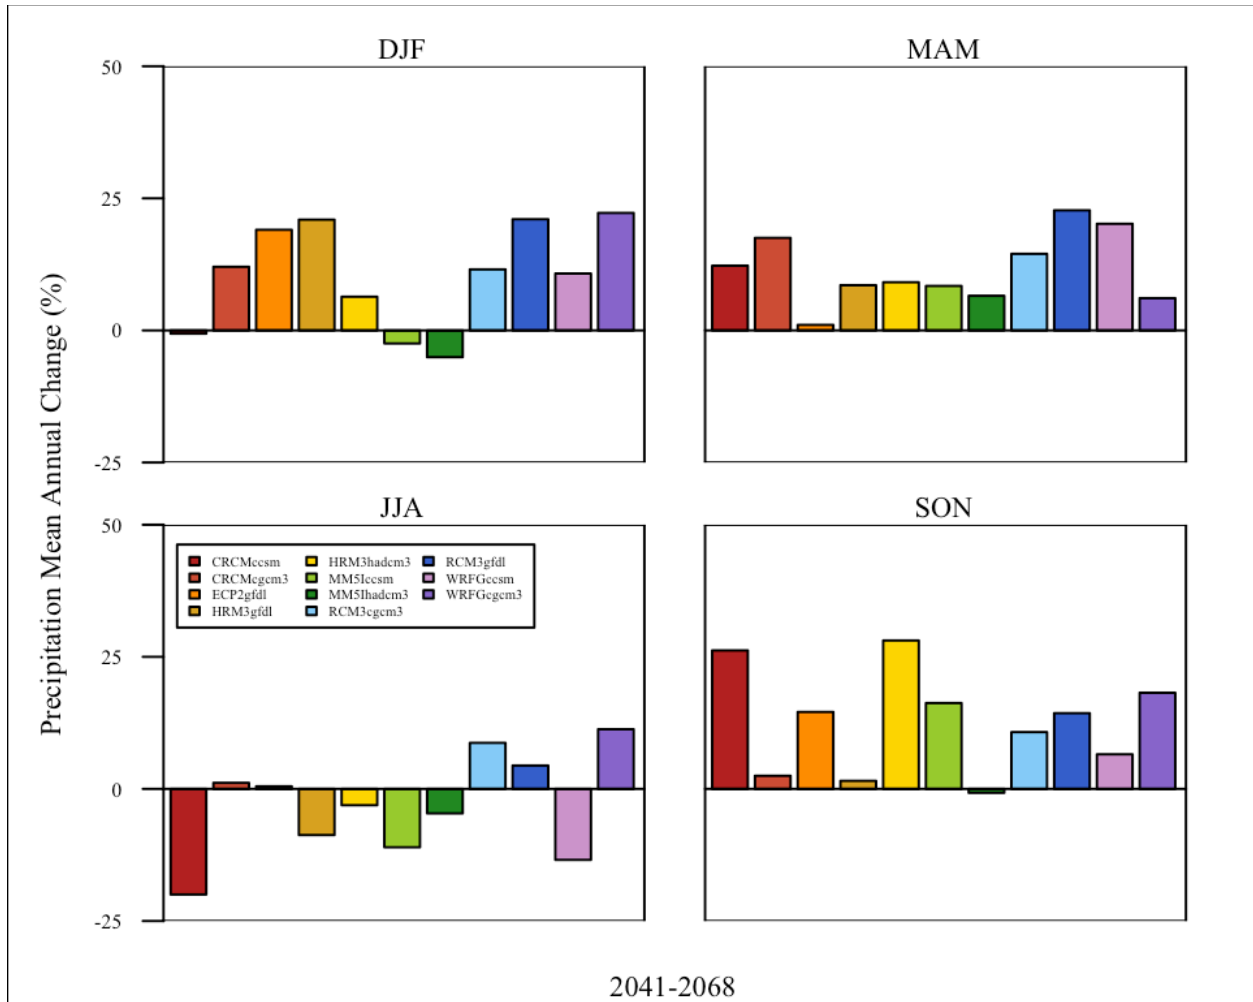 DJF
MAM
50
25
0
-25
Precipitation Mean Annual Change (%)
JJA
SON
50
25
0
-25
CRCMccsm
CRCMcgcm3
ECP2gfdl
HRM3gfdl
HRM3hadcm3
MM5Iccsm
MM5Ihadcm3
RCM3cgcm3
RCM3gfdl
WRFGccsm
WRFGcgcm3
2041-2068